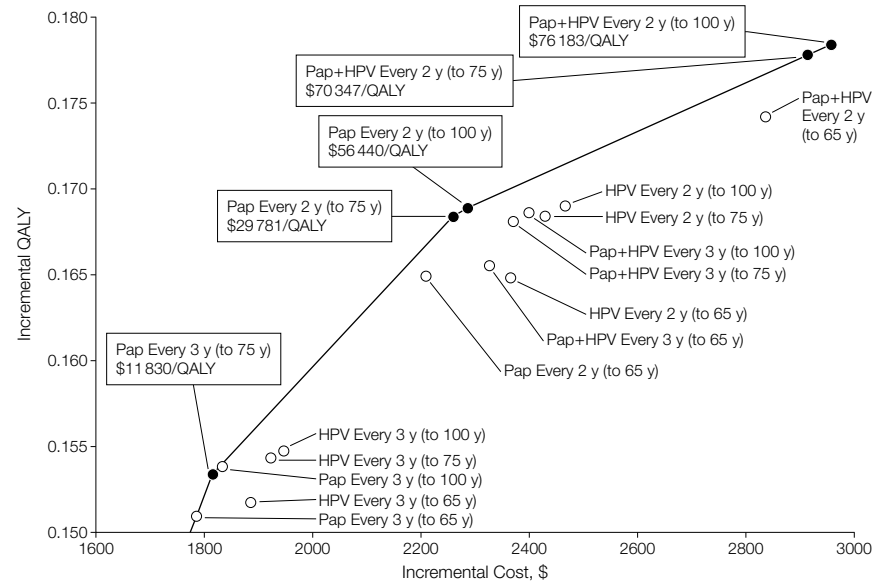 0.180
0.175
0.170
0.165
0.160
0.155
0.150
Incremental QALY
1600
1800
2000
2200
2400
2600
2800
3000
Incremental Cost, $
Pap+HPV Every 2 y (to 100 y)
$76 183/QALY
Pap+HPV Every 2 y (to 75 y)
$70 347/QALY
Pap+HPV
Every 2 y
(to 65 y)
Pap Every 2 y (to 100 y)
$56 440/QALY
Pap Every 2 y (to 75 y)
$29 781/QALY
HPV Every 2 y (to 100 y)
HPV Every 2 y (to 75 y)
Pap+HPV Every 3 y (to 100 y)
Pap+HPV Every 3 y (to 75 y)
HPV Every 2 y (to 65 y)
Pap+HPV Every 3 y (to 65 y)
Pap Every 2 y (to 65 y)
Pap Every 3 y (to 75 y)
$11 830/QALY
HPV Every 3 y (to 100 y)
HPV Every 3 y (to 75 y)
Pap Every 3 y (to 100 y)
HPV Every 3 y (to 65 y)
Pap Every 3 y (to 65 y)